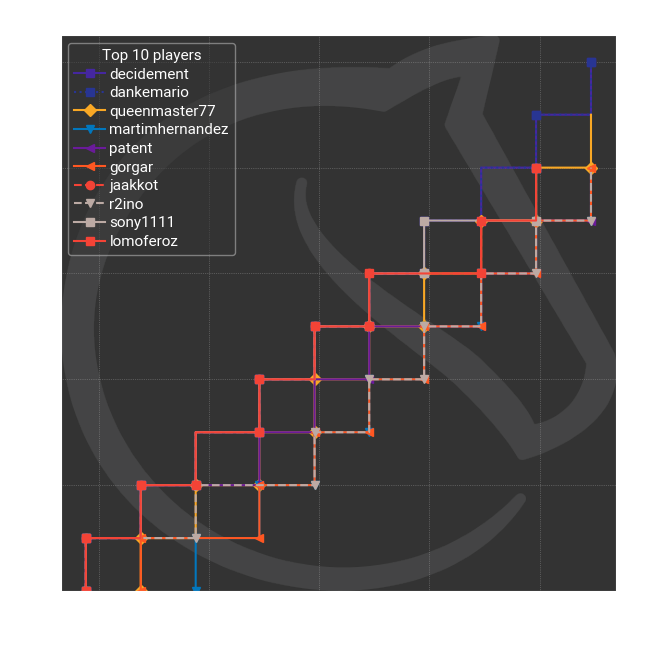 Top 10 players
decidement
dankemario
queenmaster77
martimhernandez
patent
gorgar
jaakkot
r2ino
sony1111
lomoferoz